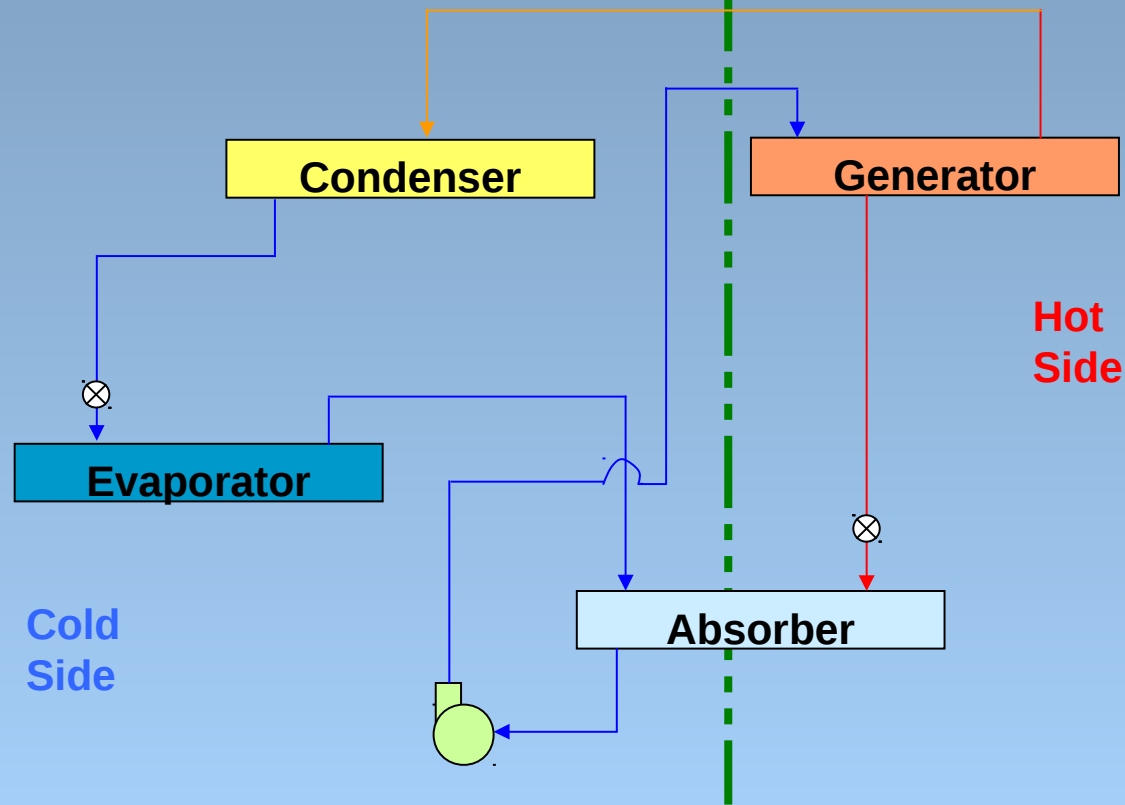 Condenser
Generator
Hot
Side
Evaporator
Cold
Side
Absorber